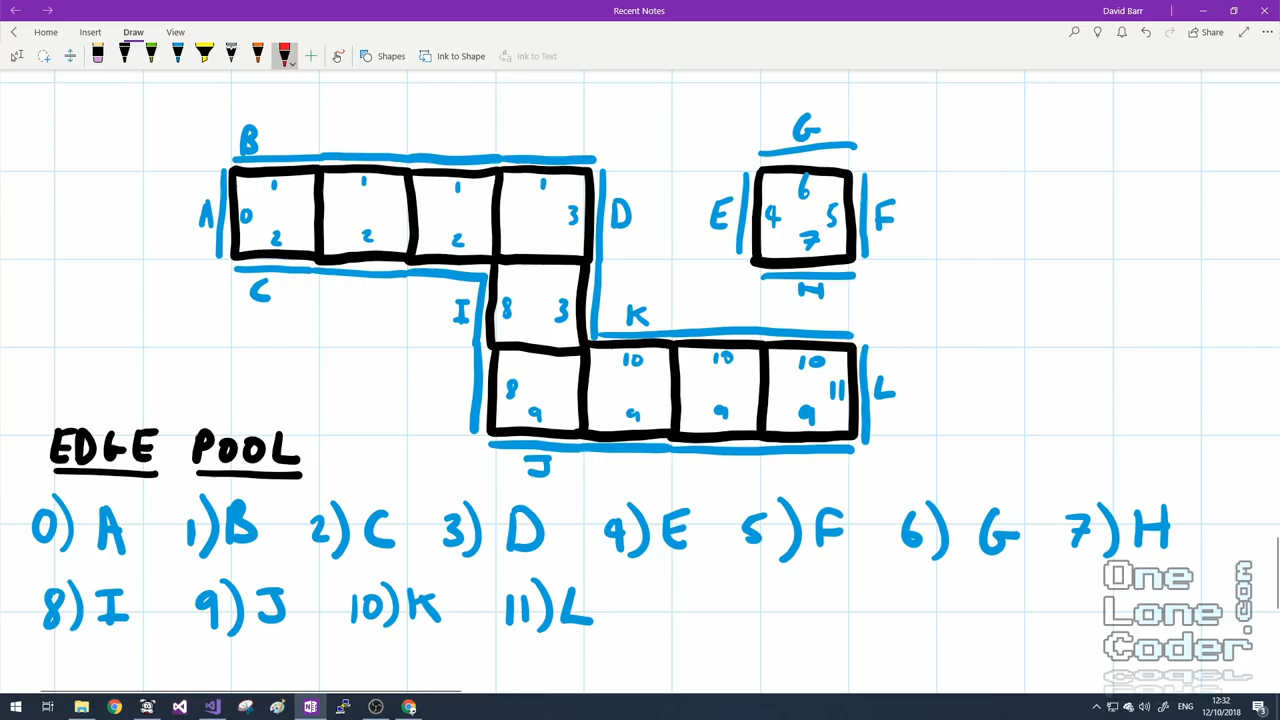 Recent Notes
David Barr
Home Insert Draw View
Share
Shapes Ink to Shape Ink to Text
B G
1 1 1 1 6
A 0 3 D E 4 5 F
2 2 2 7
C H
I 8 3 K
10 10 10
8 11 L
9 9 9 9
J
EDGE POOL
0) A 1) B 2) C 3) D 4) E 5) F 6) G 7) H
8) I 9) J 10) K 11) L
One
Lone
Coder
.com
ENG
12:32
12/10/2018
3